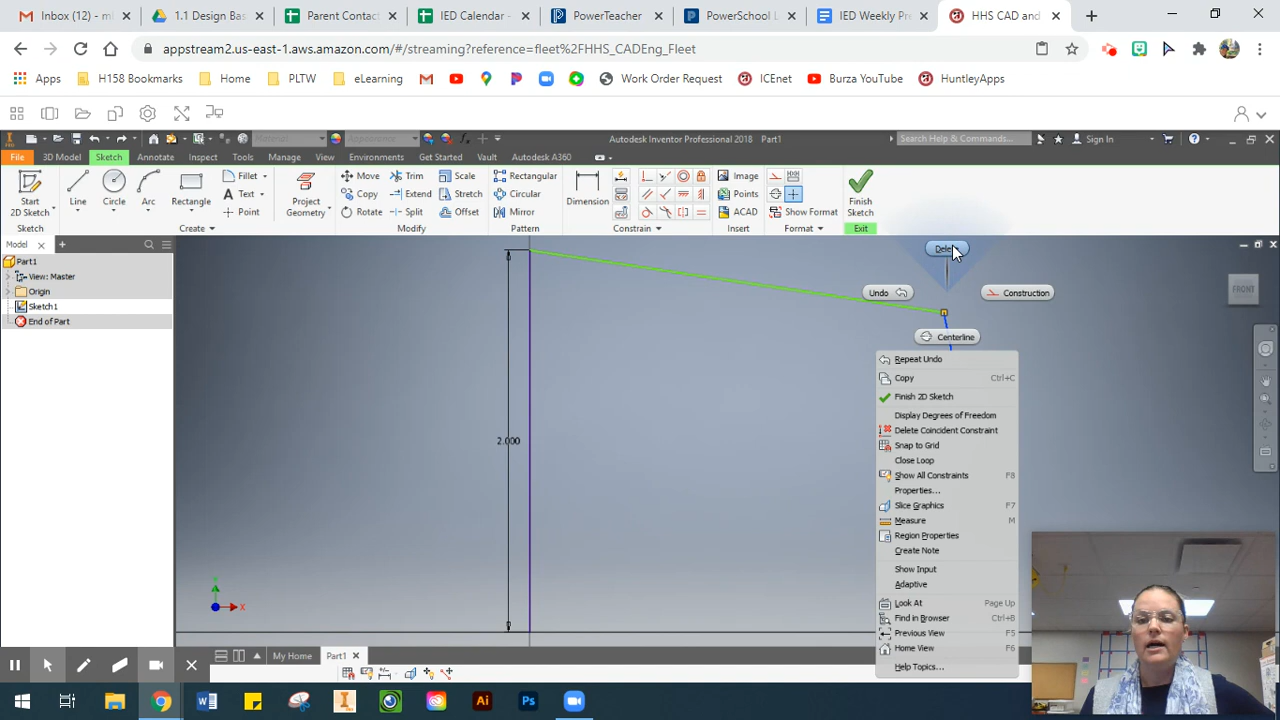 Inbox (12) - mi
1.1 Design Bas
Parent Contact
IED Calendar -
PowerTeacher
PowerSchool L
IED Weekly Pre
HHS CAD and
appstream2.us-east-1.aws.amazon.com/#/streaming?reference=fleet%2FHHS_CADEng_Fleet
Apps
H158 Bookmarks
Home
PLTW
eLearning
Work Order Request
ICEnet
Burza YouTube
HuntleyApps
Autodesk Inventor Professional 2018 Part1
Search Help & Commands...
Sign In
File
3D Model
Sketch
Annotate
Inspect
Tools
Manage
View
Environments
Get Started
Vault
Autodesk A360
Start
2D Sketch
Line
Circle
Arc
Rectangle
Fillet
Text
Point
Project
Geometry
Move
Copy
Rotate
Trim
Extend
Split
Scale
Stretch
Offset
Rectangular
Circular
Mirror
Dimension
Image
Points
ACAD
Show Format
Finish
Sketch
Sketch
Create
Modify
Pattern
Constrain
Insert
Format
Exit
Model
Part1
View: Master
Origin
Sketch1
End of Part
2.000
FRONT
Undo
Construction
Centerline
Repeat Undo
Copy Ctrl+C
Finish 2D Sketch
Display Degrees of Freedom
Delete Coincident Constraint
Snap to Grid
Close Loop
Show All Constraints F8
Properties...
Slice Graphics F7
Measure M
Region Properties
Create Note
Show Input
Adaptive
Look At Page Up
Find in Browser Ctrl+B
Previous View F5
Home View F6
Help Topics...
X
My Home
Part1